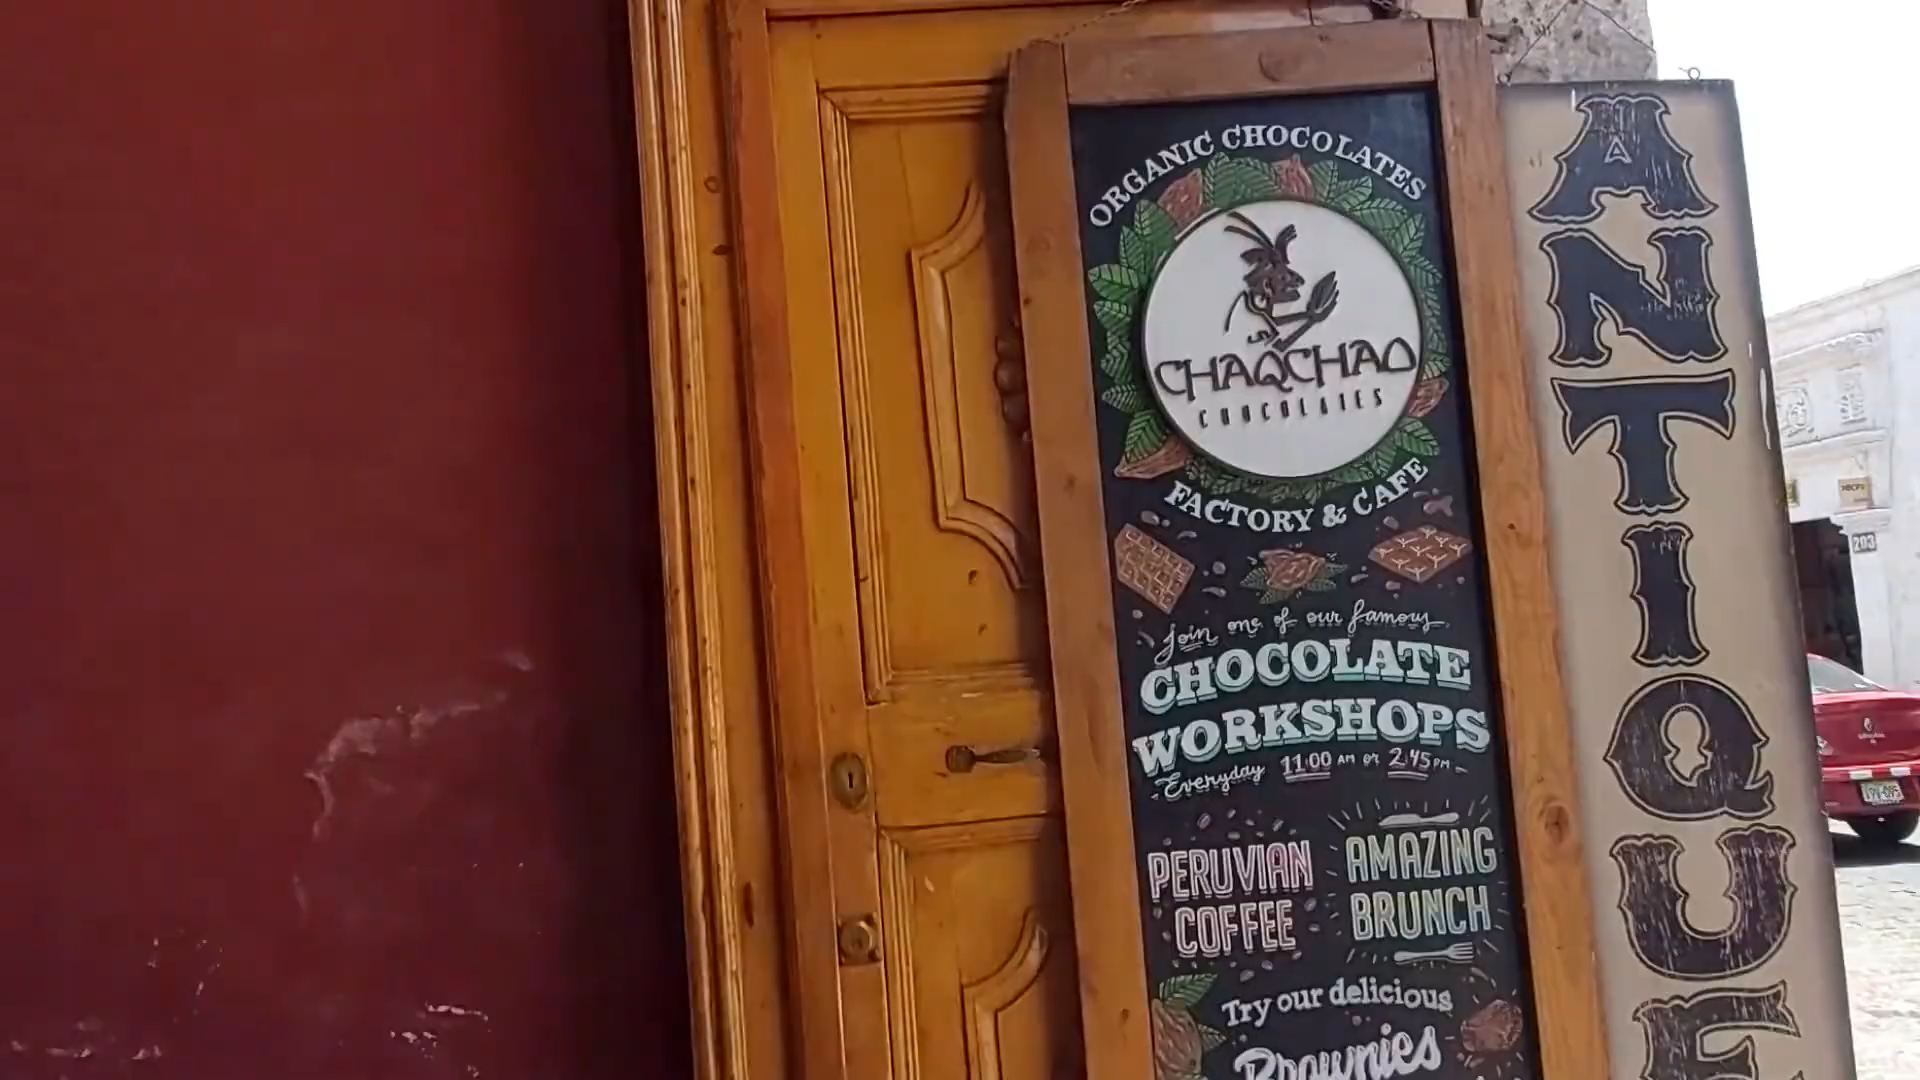 ORGANIC CHOCOLATES
CHAQCHAO
CHOCOLATES
FACTORY & CAFE
Join one of our famous
CHOCOLATE
WORKSHOPS
Everyday 11:00 AM or 2:45 PM
PERUVIAN
COFFEE
AMAZING
BRUNCH
Try our delicious
Brownies
ANTIQUE
203